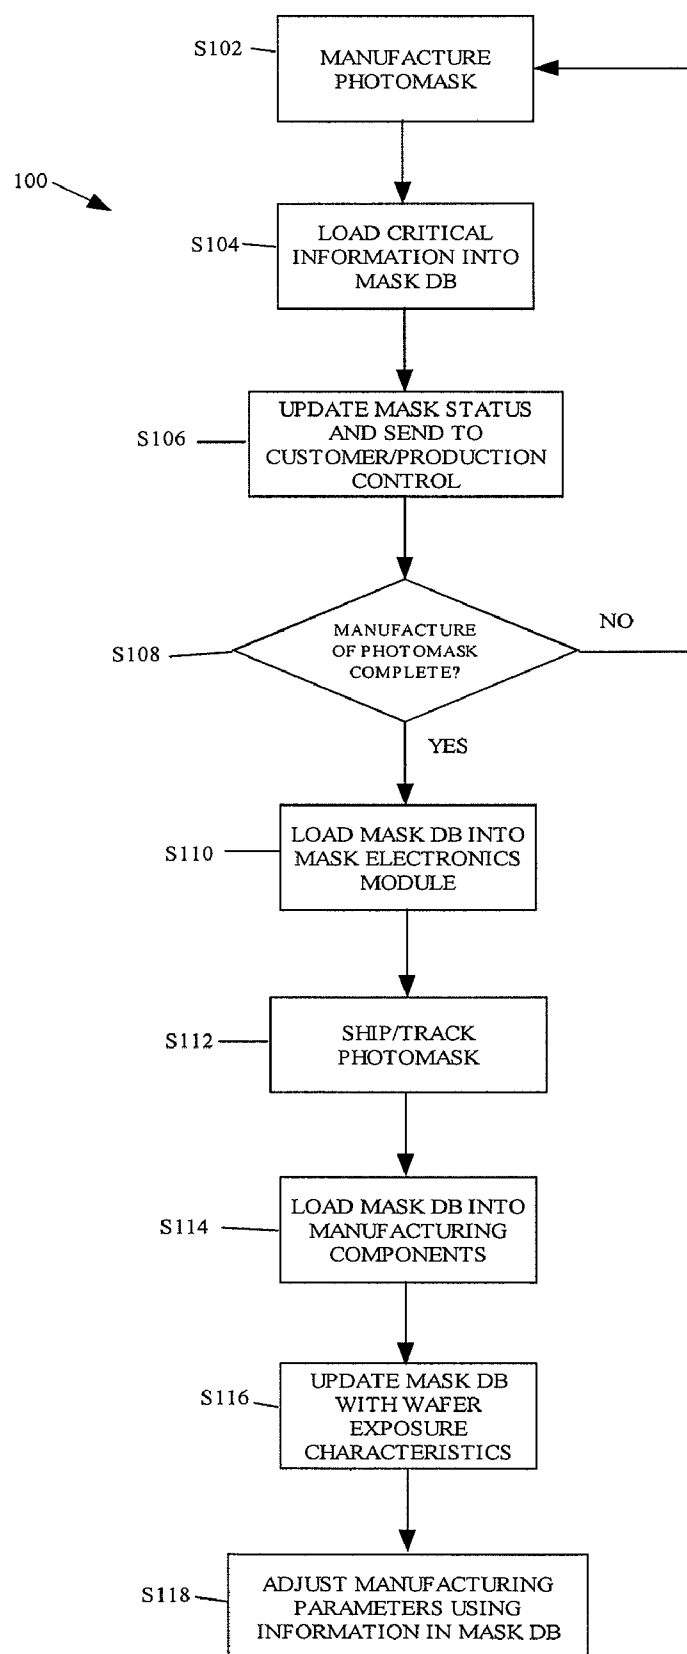 S102
MANUFACTURE
PHOTOMASK
100
S104
LOAD CRITICAL
INFORMATION INTO
MASK DB
S106
UPDATE MASK STATUS
AND SEND TO
CUSTOMER/PRODUCTION
CONTROL
S108
MANUFACTURE
OF PHOTOMASK
COMPLETE?
NO
YES
S110
LOAD MASK DB INTO
MASK ELECTRONICS
MODULE
S112
SHIP/TRACK
PHOTOMASK
S114
LOAD MASK DB INTO
MANUFACTURING
COMPONENTS
S116
UPDATE MASK DB
WITH WAFER
EXPOSURE
CHARACTERISTICS
S118
ADJUST MANUFACTURING
PARAMETERS USING
INFORMATION IN MASK DB